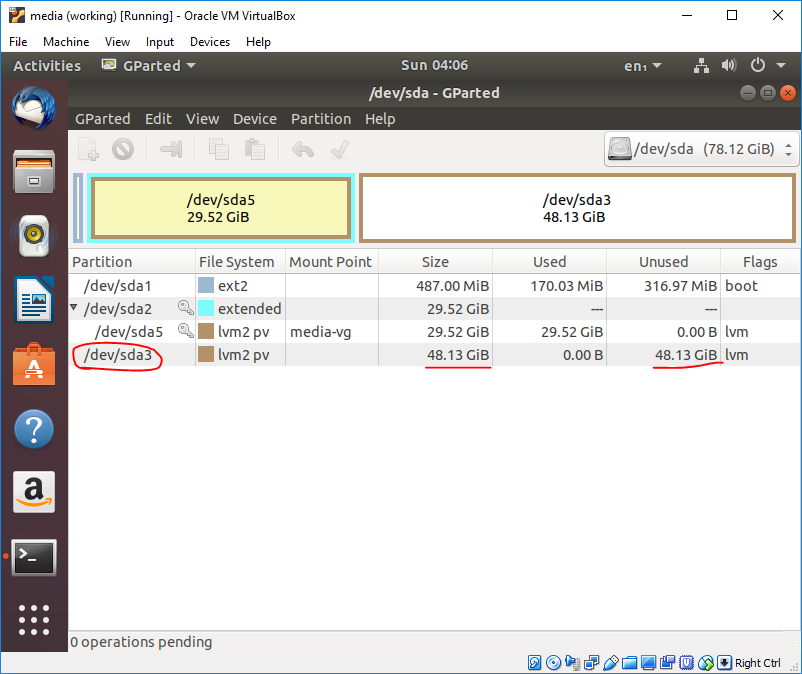 media (working) [Running] - Oracle VM VirtualBox
File Machine View Input Devices Help
Activities GParted Sun 04:06 en₁
/dev/sda - GParted
GParted Edit View Device Partition Help
/dev/sda (78.12 GiB)
/dev/sda5 /dev/sda3
29.52 GiB 48.13 GiB
Partition File System Mount Point Size Used Unused Flags
/dev/sda1 ext2 487.00 MiB 170.03 MiB 316.97 MiB boot
/dev/sda2 extended 29.52 GiB --- ---
/dev/sda5 lvm2 pv media-vg 29.52 GiB 29.52 GiB 0.00 B lvm
/dev/sda3 lvm2 pv 48.13 GiB 0.00 B 48.13 GiB lvm
0 operations pending
Right Ctrl